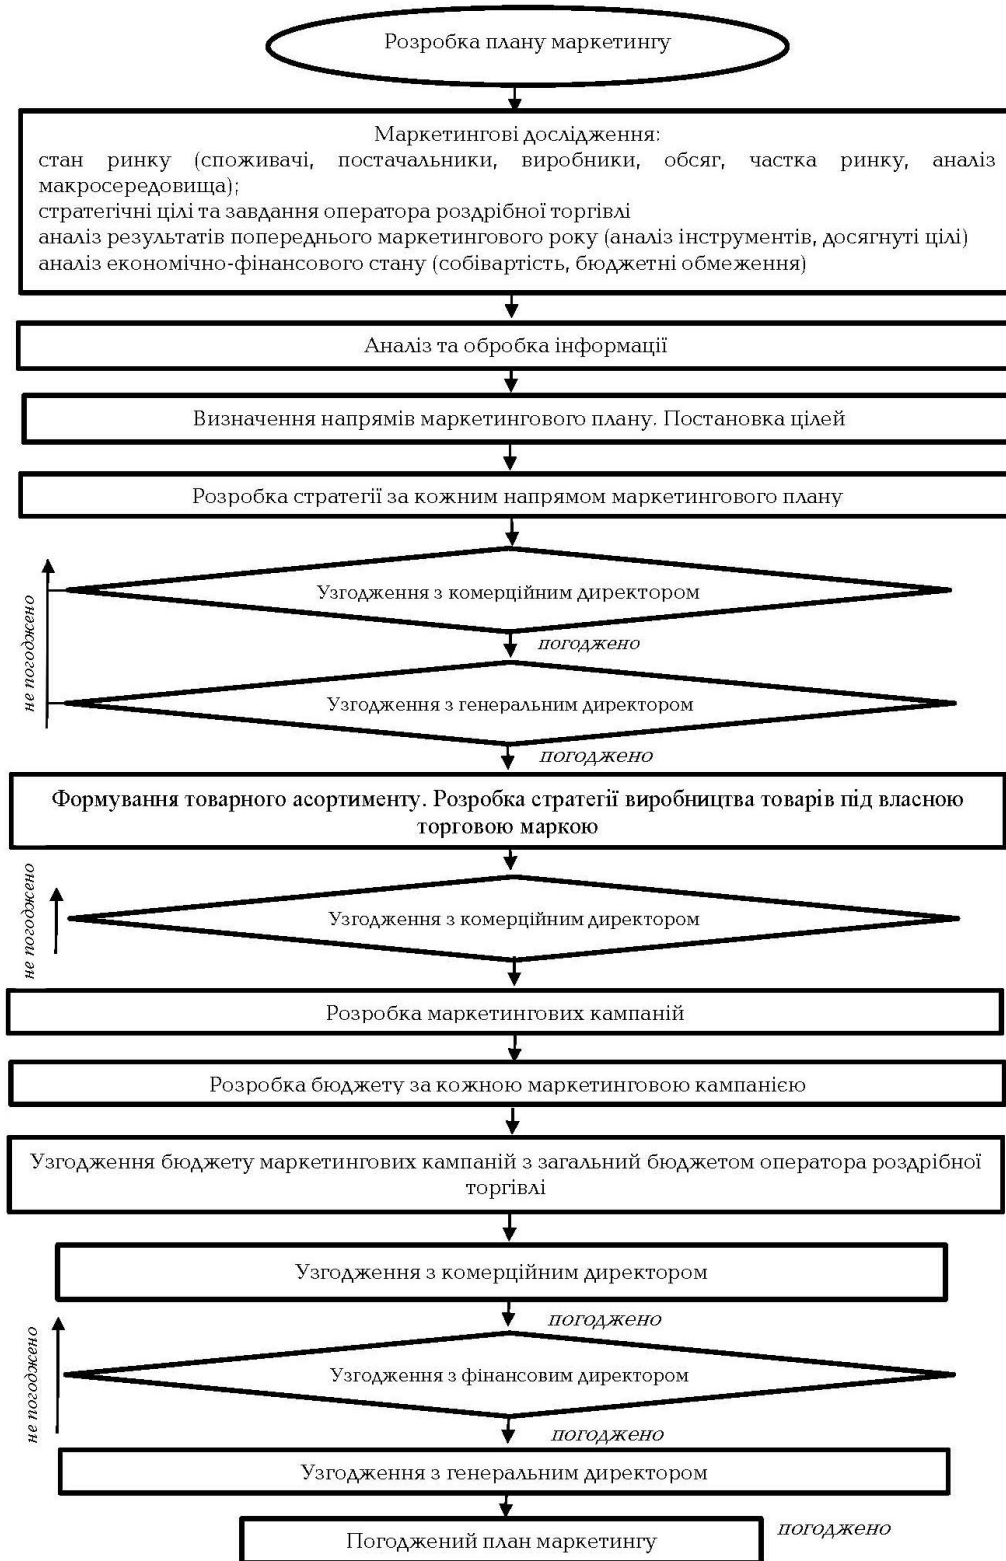 Розробка плану маркетингу
Маркетингові дослідження:
стан ринку (споживачі, постачальники, виробники, обсяг, частка ринку, аналіз
макросередовища);
стратегічні цілі та завдання оператора роздрібної торгівлі
аналіз результатів попереднього маркетингового року (аналіз інструментів, досягнуті цілі)
аналіз економічно-фінансового стану (собівартість, бюджетні обмеження)
Аналіз та обробка інформації
Визначення напрямів маркетингового плану. Постановка цілей
Розробка стратегії за кожним напрямом маркетингового плану
Узгодження з комерційним директором
не погоджено
погоджено
Узгодження з генеральним директором
погоджено
Формування товарного асортименту. Розробка стратегії виробництва товарів під власною
торговою маркою
не погоджено
Узгодження з комерційним директором
Розробка маркетингових кампаній
Розробка бюджету за кожною маркетинговою кампанією
Узгодження бюджету маркетингових кампаній з загальний бюджетом оператора роздрібної
торгівлі
Узгодження з комерційним директором
погоджено
не погоджено
Узгодження з фінансовим директором
погоджено
Узгодження з генеральним директором
погоджено
Погоджений план маркетингу